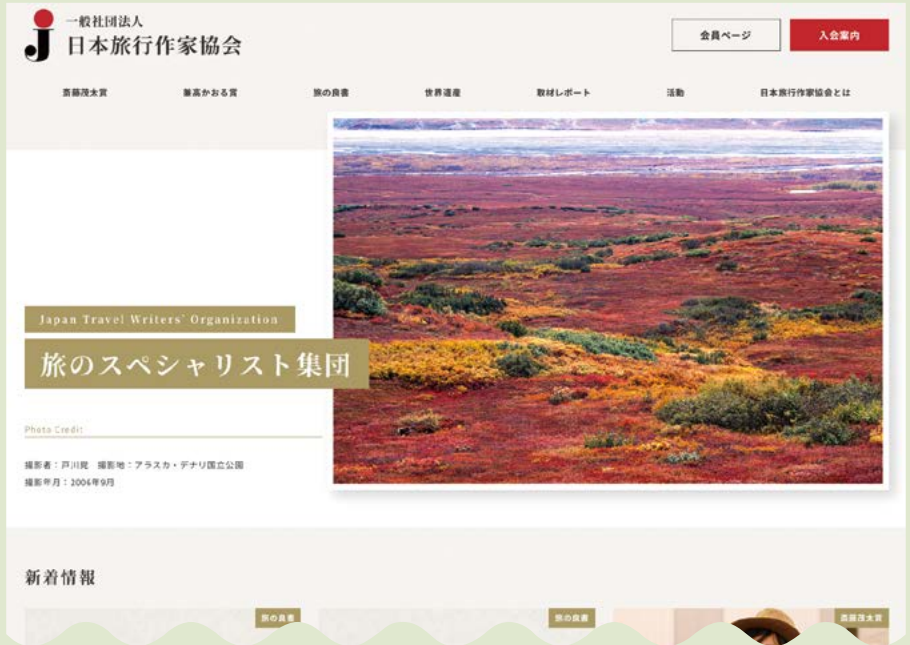 一般社団法人
日本旅行作家協会
会員ページ
入会案内
斎藤茂太賞
兼高かおる賞
旅の良書
世界遺産
取材レポート
活動
日本旅行作家協会とは
Japan Travel Writers' Organization
旅のスペシャリスト集団
Photo Credit
撮影者：戸川覚 撮影地：アラスカ・デナリ国立公園
撮影年月：2006年9月
新着情報
旅の良書
旅の良書
斎藤茂太賞